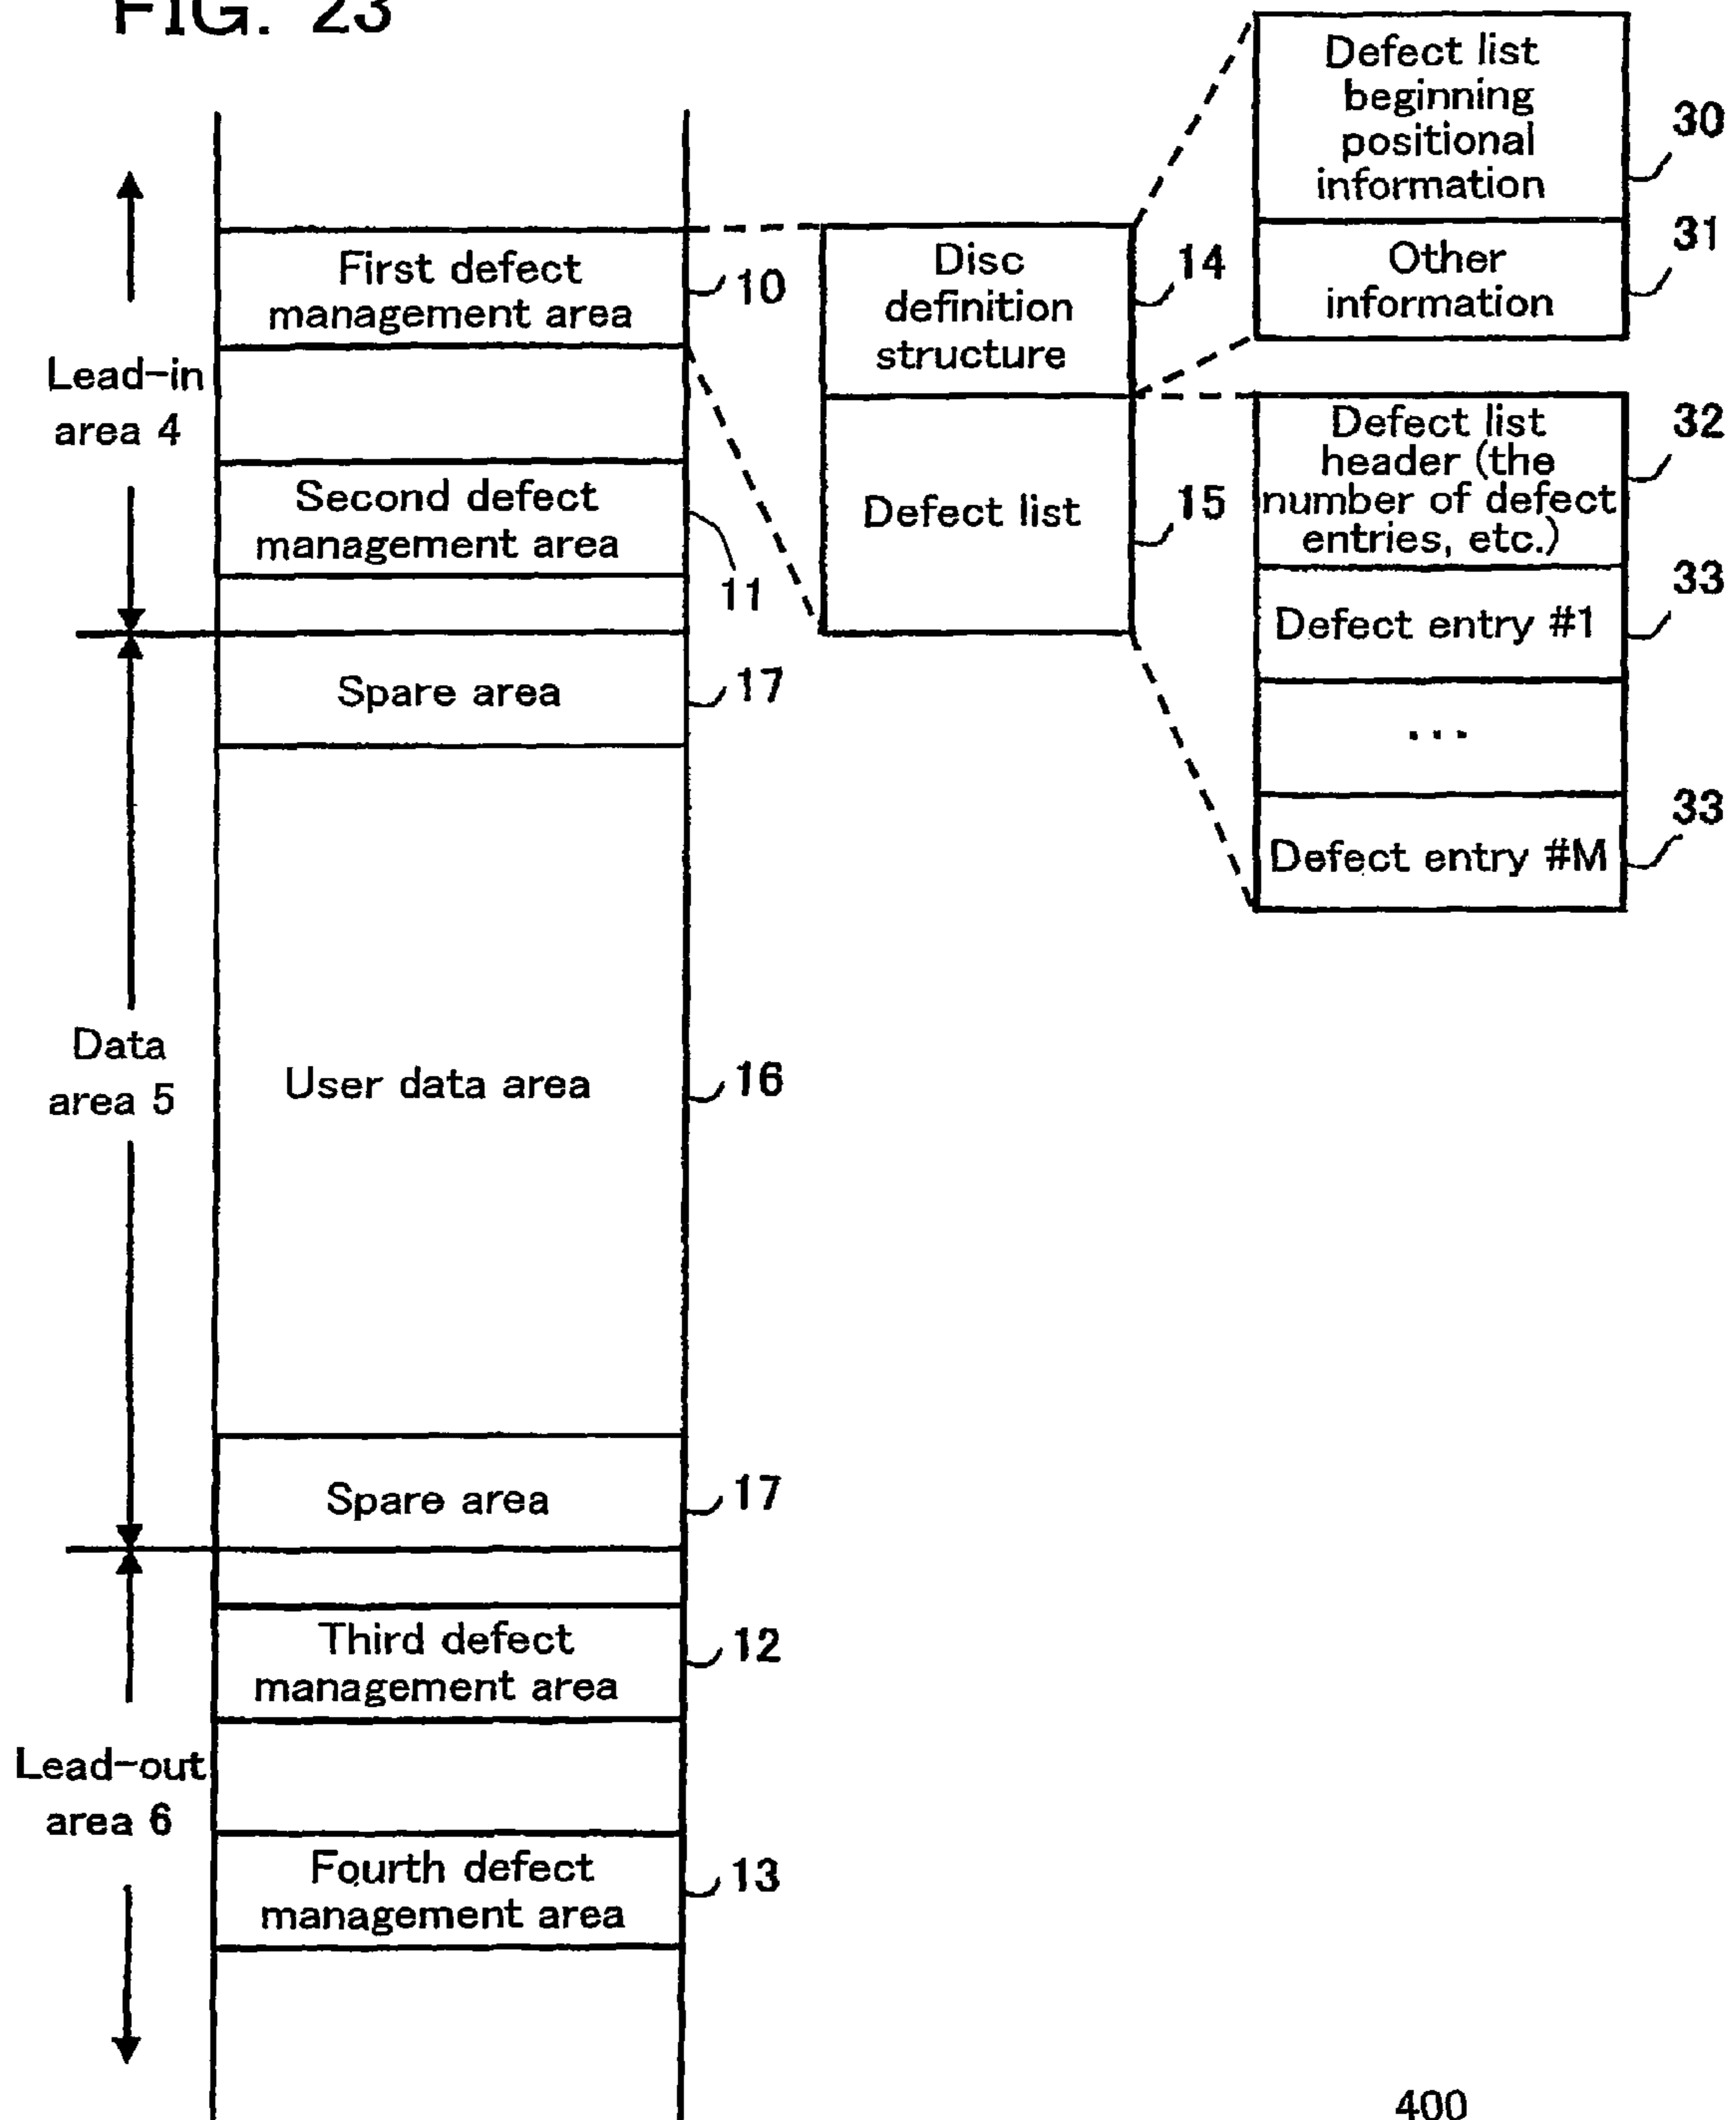 FIG. 23
Lead-in
area 4
Data
area 5
Lead-out
area 6
First defect
management area
10
Second defect
management area
11
Spare area
17
User data area
16
Spare area
17
Third defect
management area
12
Fourth defect
management area
13
Disc
definition
structure
14
Defect list
15
Defect list
beginning
positional
information
30
Other
information
31
Defect list
header (the
number of defect
entries, etc.)
32
Defect entry #1
33
...
Defect entry #M
33
400